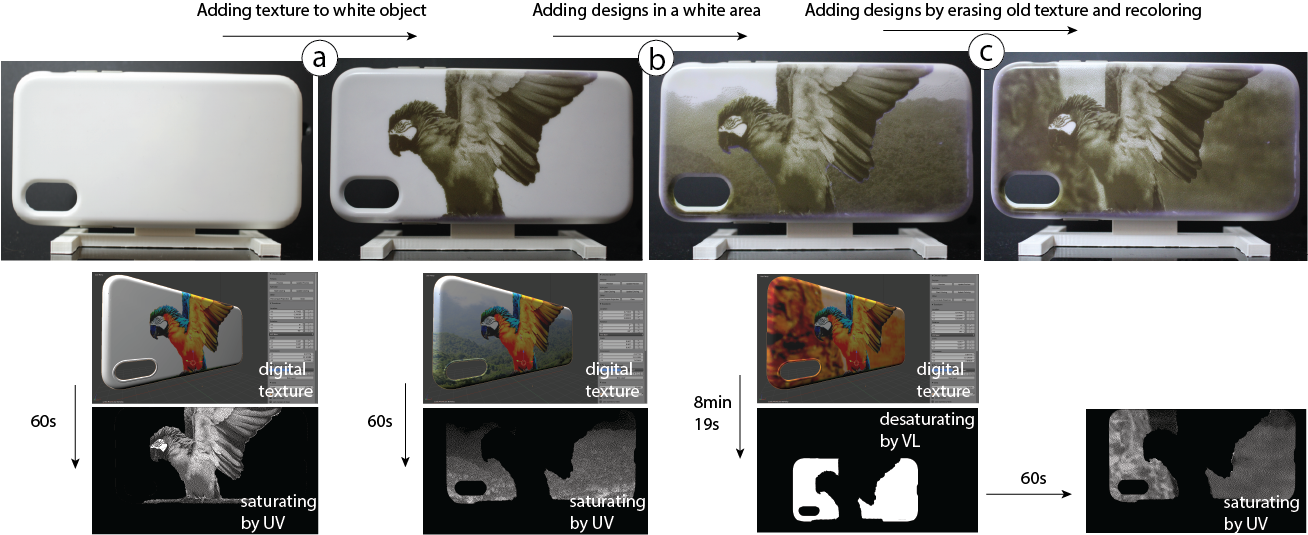 Adding texture to white object
Adding designs in a white area
Adding designs by erasing old texture and recoloring
a
b
c
digital
texture
60s
saturating
by UV
digital
texture
60s
saturating
by UV
digital
texture
8min
19s
desaturating
by VL
60s
saturating
by UV